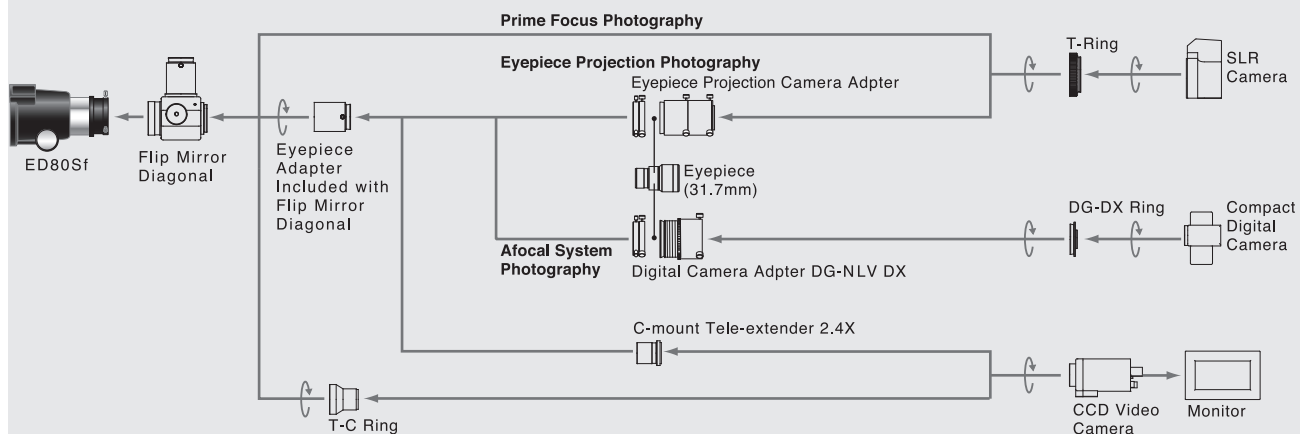 Prime Focus Photography
T-Ring
SLR
Camera
Eyepiece Projection Photography
Eyepiece Projection Camera Adpter
ED80Sf
Flip Mirror
Diagonal
Eyepiece
Adapter
Included with
Flip Mirror
Diagonal
Eyepiece
(31.7mm)
DG-DX Ring
Compact
Digital
Camera
Afocal System
Photography
Digital Camera Adpter DG-NLV DX
C-mount Tele-extender 2.4X
T-C Ring
CCD Video
Camera
Monitor